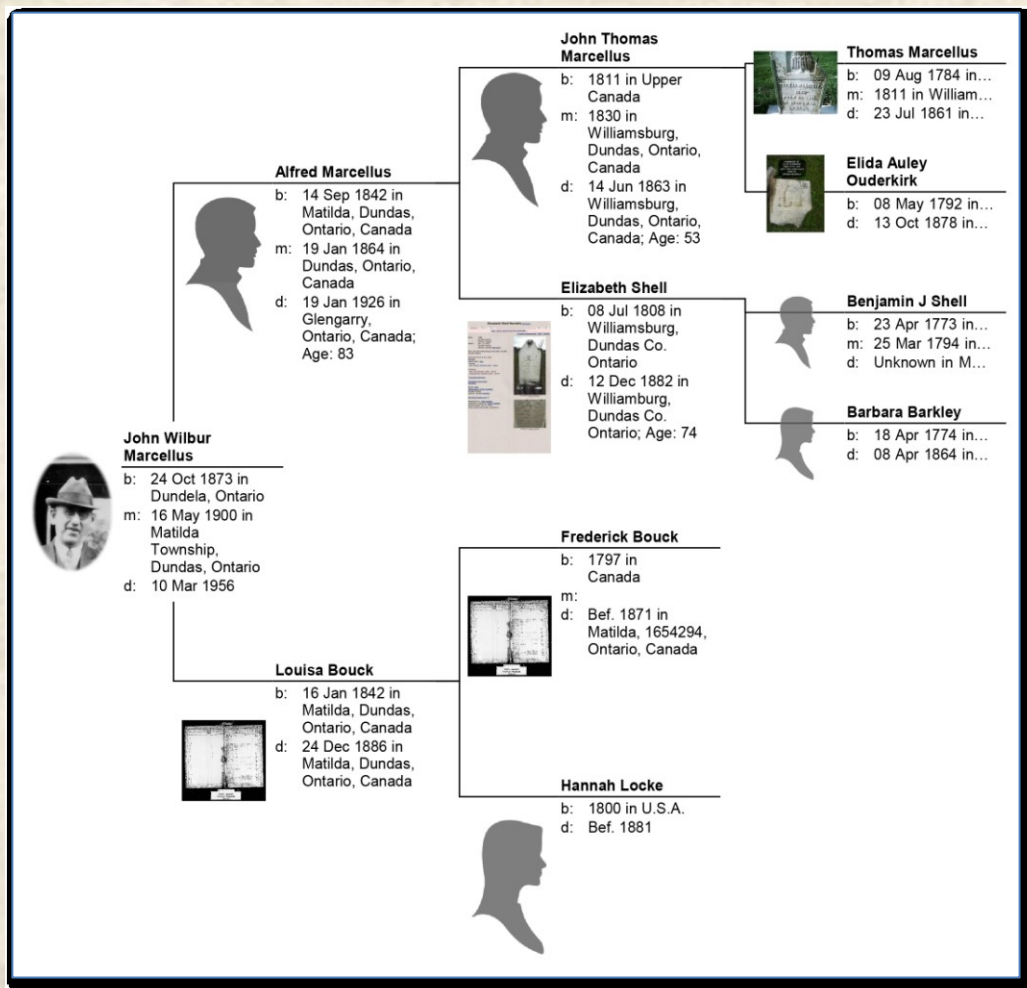 John Thomas
Marcellus
b: 1811 in Upper
Canada
m: 1830 in
Williamsburg,
Dundas, Ontario,
Canada
d: 14 Jun 1863 in
Williamsburg,
Dundas, Ontario,
Canada; Age: 53
Thomas Marcellus
b: 09 Aug 1784 in…
m: 1811 in William…
d: 23 Jul 1861 in…
Elida Auley
Ouderkirk
b: 08 May 1792 in…
d: 13 Oct 1878 in…
Alfred Marcellus
b: 14 Sep 1842 in
Matilda, Dundas,
Ontario, Canada
m: 19 Jan 1864 in
Dundas, Ontario,
Canada
d: 19 Jan 1926 in
Glengarry,
Ontario, Canada;
Age: 83
Elizabeth Shell
b: 08 Jul 1808 in
Williamsburg,
Dundas Co.
Ontario
d: 12 Dec 1882 in
Williamburg,
Dundas Co.
Ontario; Age: 74
Benjamin J Shell
b: 23 Apr 1773 in…
m: 25 Mar 1794 in…
d: Unknown in M…
Barbara Barkley
b: 18 Apr 1774 in…
d: 08 Apr 1864 in…
John Wilbur
Marcellus
b: 24 Oct 1873 in
Dundela, Ontario
m: 16 May 1900 in
Matilda
Township,
Dundas, Ontario
d: 10 Mar 1956
Frederick Bouck
b: 1797 in
Canada
m:
d: Bef. 1871 in
Matilda, 1654294,
Ontario, Canada
Louisa Bouck
b: 16 Jan 1842 in
Matilda, Dundas,
Ontario, Canada
d: 24 Dec 1886 in
Matilda, Dundas,
Ontario, Canada
Hannah Locke
b: 1800 in U.S.A.
d: Bef. 1881